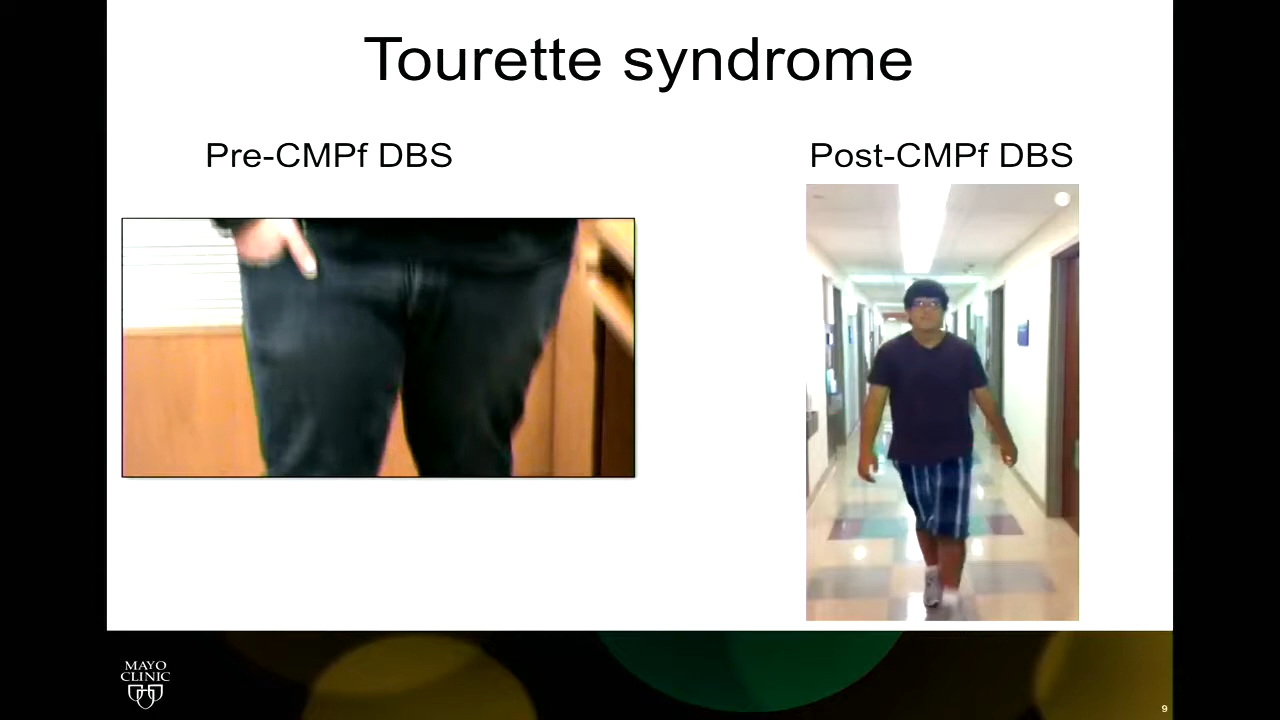 Tourette syndrome
Pre-CMPf DBS
Post-CMPf DBS
MAYO
CLINIC
9